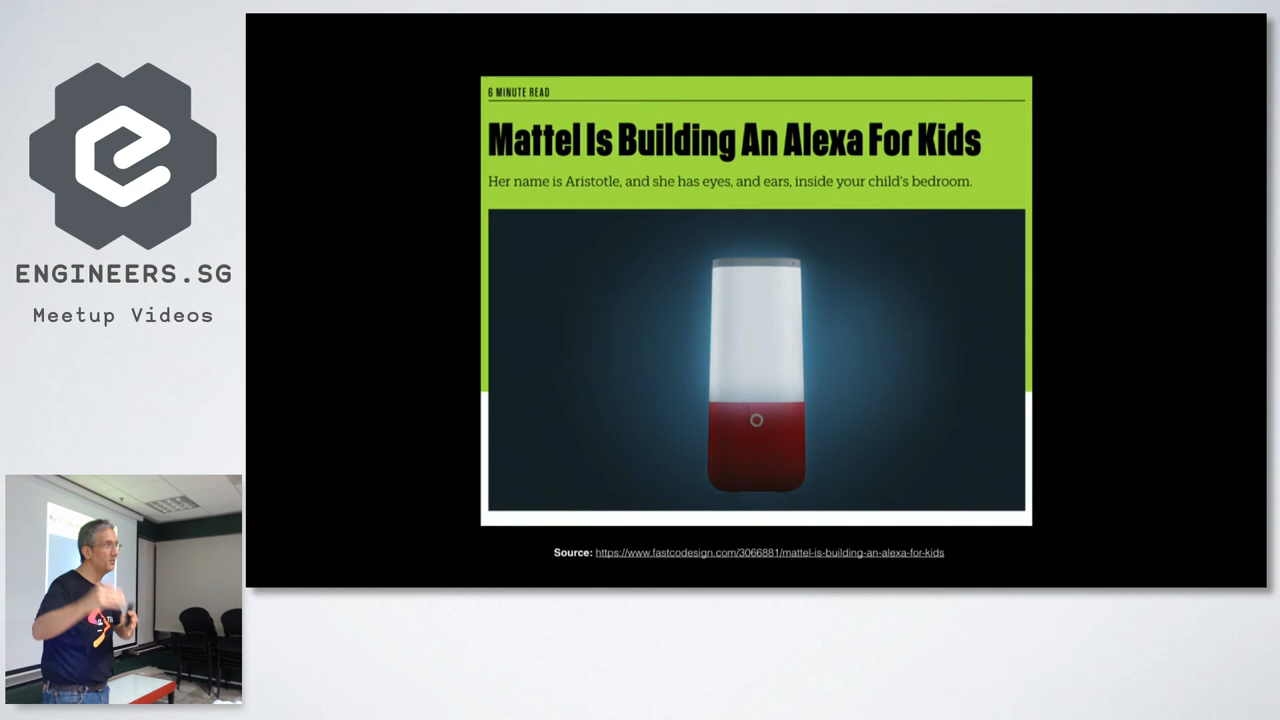 ENGINEERS.SG
Meetup Videos
6 MINUTE READ
Mattel Is Building An Alexa For Kids
Her name is Aristotle, and she has eyes, and ears, inside your child's bedroom.
Source: https://www.fastcodesign.com/3066881/mattel-is-building-an-alexa-for-kids